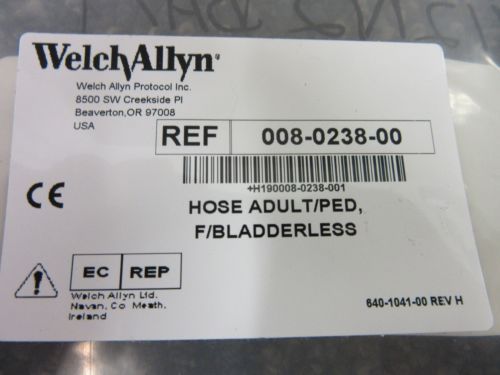 WelchAllyn
Welch Allyn Protocol Inc.
8500 SW Creekside Pl
Beaverton,OR 97008
USA
REF 008-0238-00
+H190008-0238-001
CE
HOSE ADULT/PED,
F/BLADDERLESS
EC REP
Welch Allyn Ltd.
Navan, Co Meath,
Ireland
640-1041-00 REV H